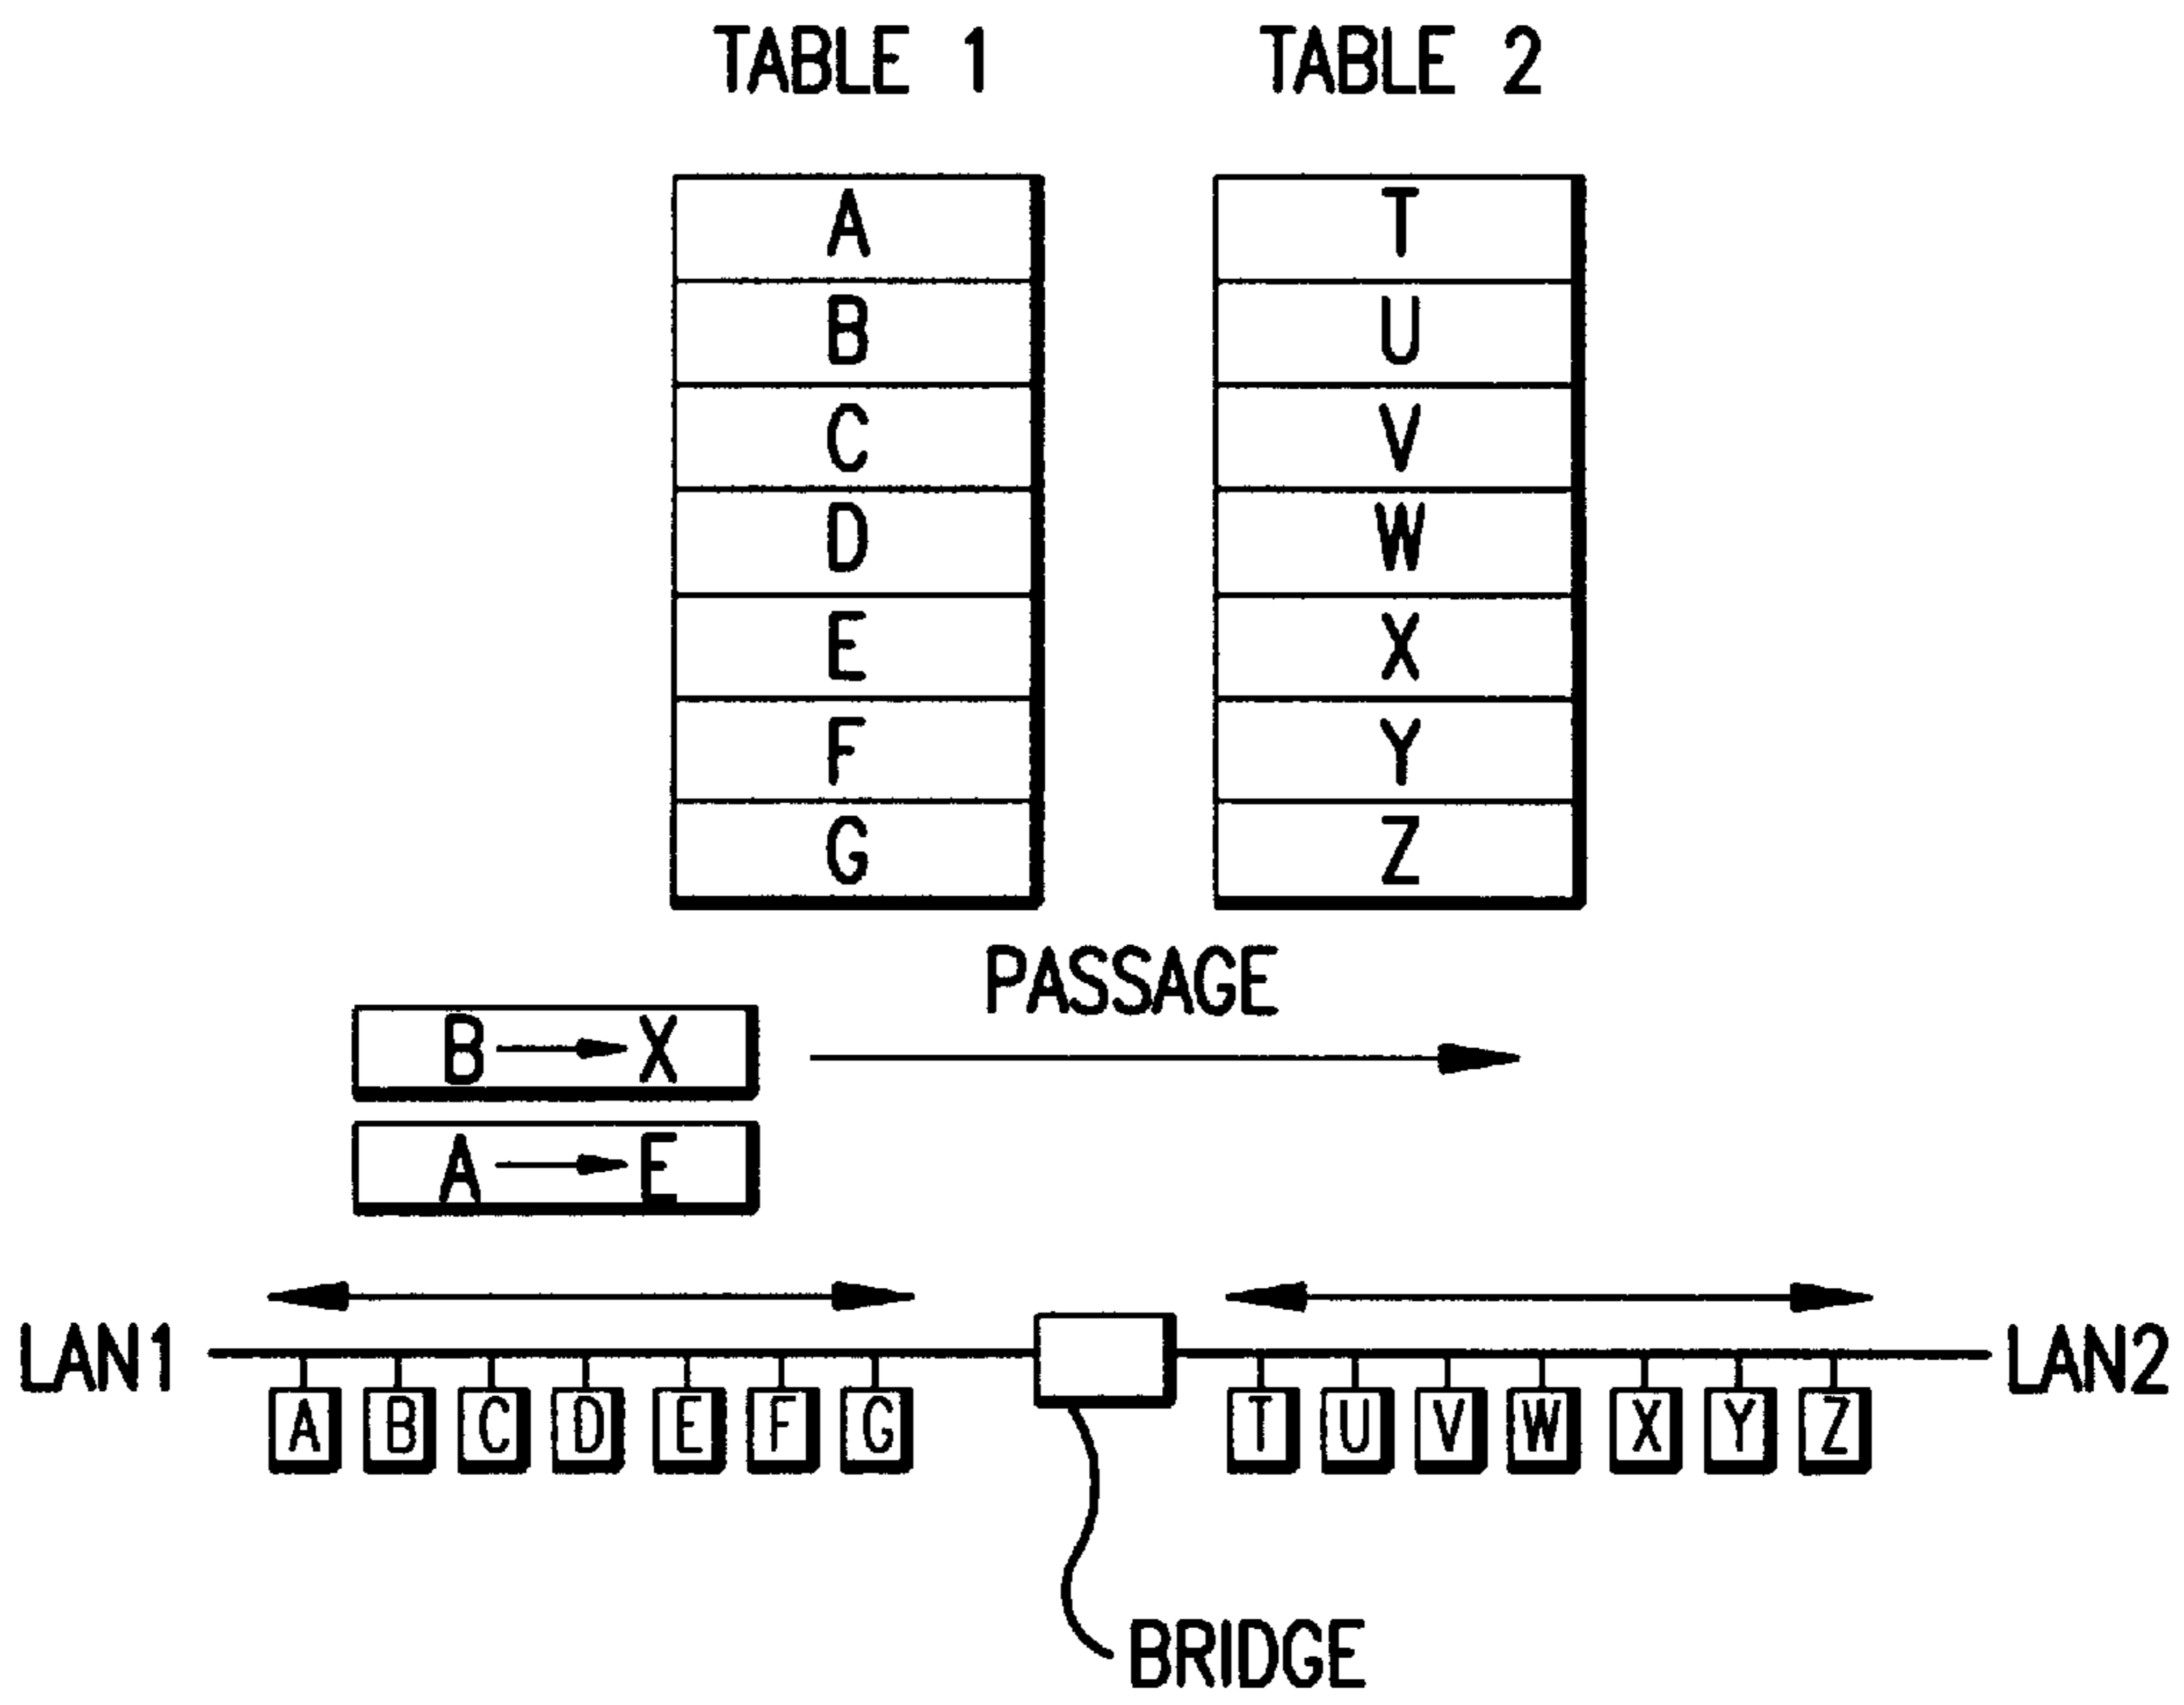 TABLE 1 TABLE 2
A T
B U
C V
D W
E X
F Y
G Z
PASSAGE
B → X
A → E
LAN1 LAN2
A B C D E F G T U V W X Y Z
BRIDGE